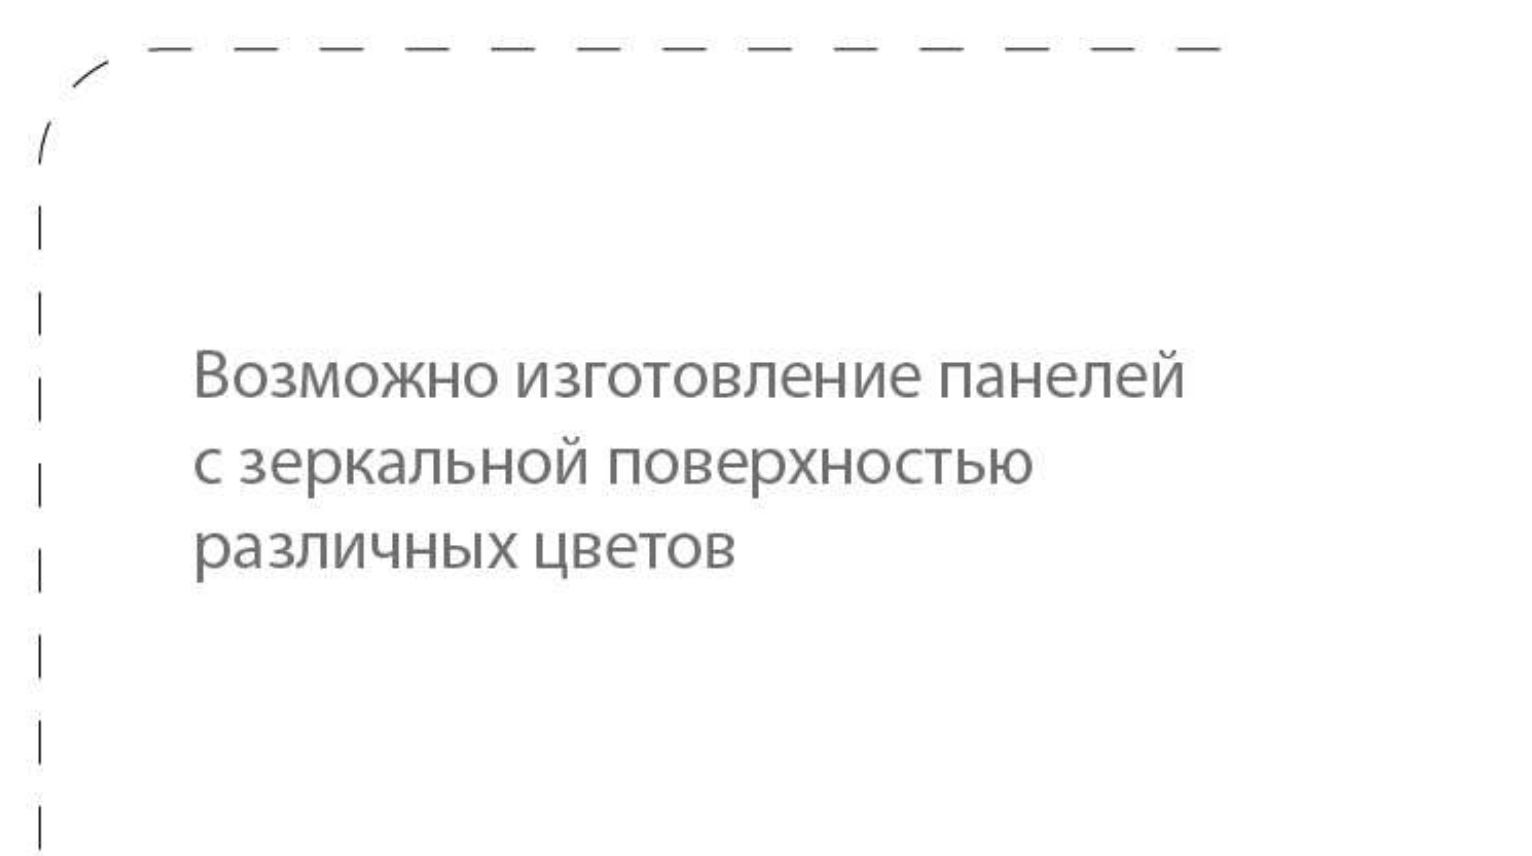 Возможно изготовление панелей
с зеркальной поверхностью
различных цветов